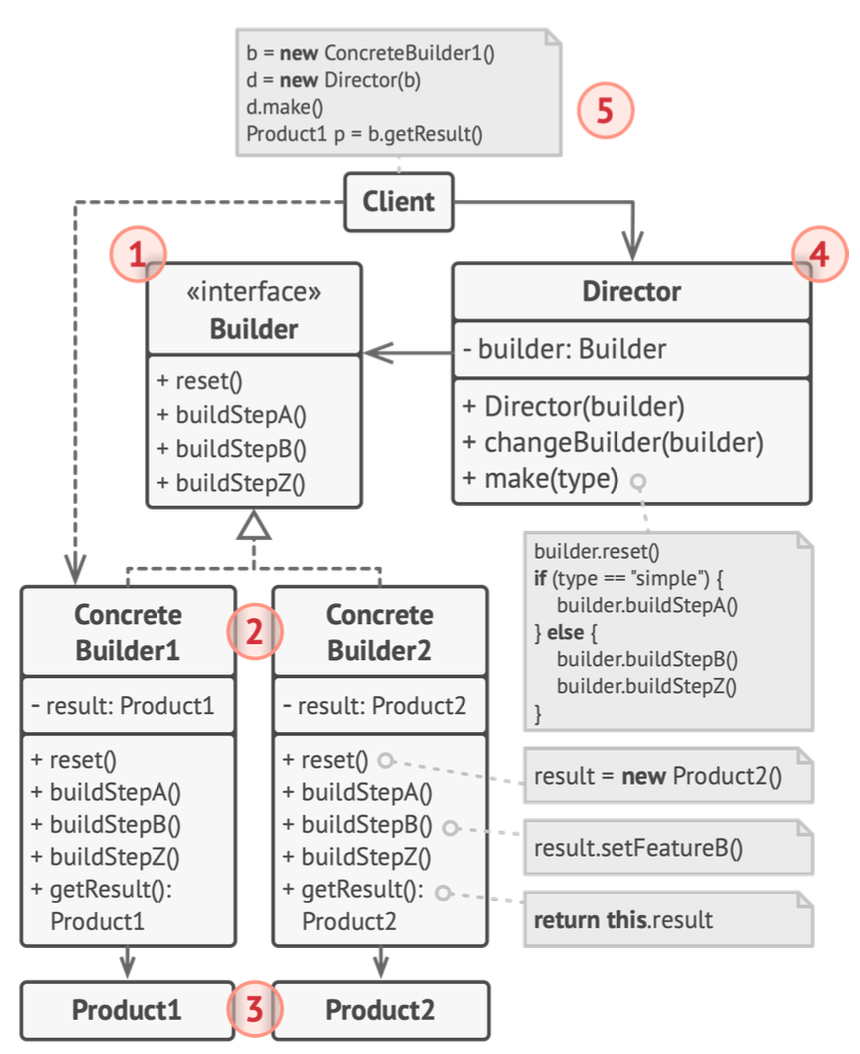 b = new ConcreteBuilder1()
d = new Director(b)
d.make()
Product1 p = b.getResult()
5
Client
1
«interface»
Builder
+ reset()
+ buildStepA()
+ buildStepB()
+ buildStepZ()
4
Director
- builder: Builder
+ Director(builder)
+ changeBuilder(builder)
+ make(type)
builder.reset()
if (type == "simple") {
builder.buildStepA()
} else {
builder.buildStepB()
builder.buildStepZ()
}
Concrete
Builder1
- result: Product1
+ reset()
+ buildStepA()
+ buildStepB()
+ buildStepZ()
+ getResult():
Product1
2
Concrete
Builder2
- result: Product2
+ reset()
+ buildStepA()
+ buildStepB()
+ buildStepZ()
+ getResult():
Product2
result = new Product2()
result.setFeatureB()
return this.result
Product1
3
Product2